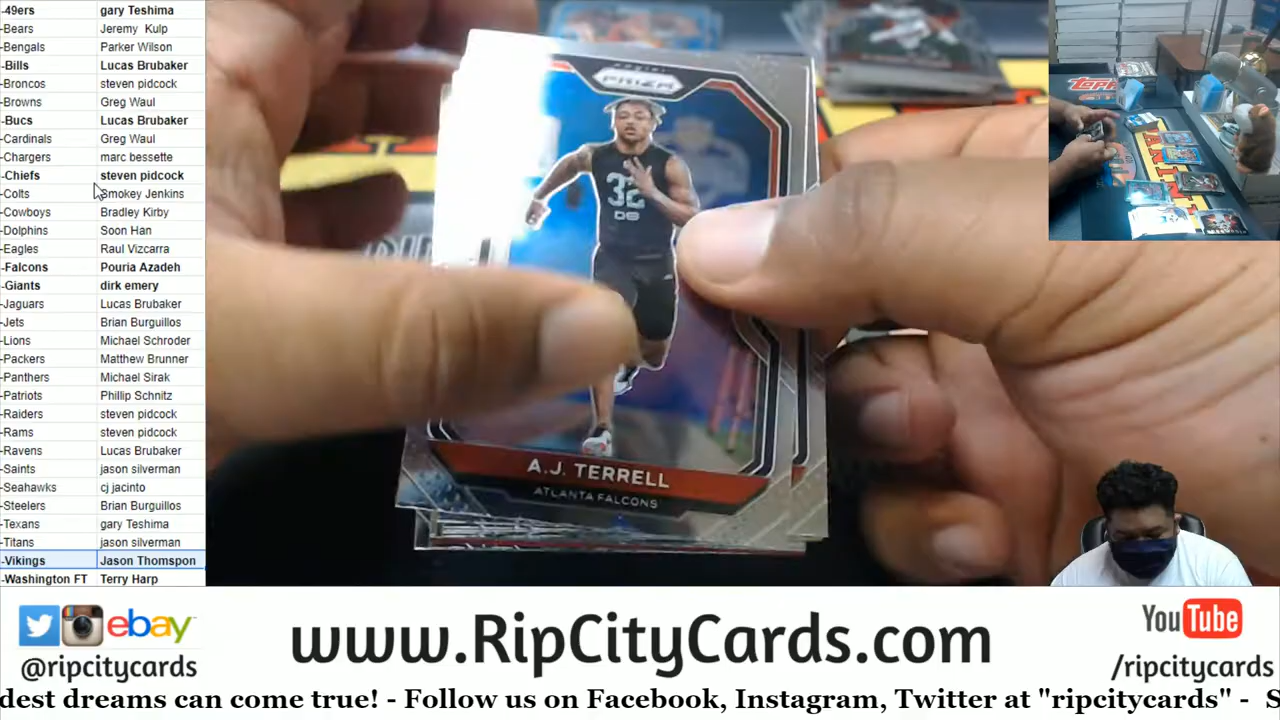 -49ers gary Teshima
-Bears Jeremy Kulp
-Bengals Parker Wilson
-Bills Lucas Brubaker
-Broncos steven pidcock
-Browns Greg Waul
-Bucs Lucas Brubaker
-Cardinals Greg Waul
-Chargers marc bessette
-Chiefs steven pidcock
-Colts Smokey Jenkins
-Cowboys Bradley Kirby
-Dolphins Soon Han
-Eagles Raul Vizcarra
-Falcons Pouria Azadeh
-Giants dirk emery
-Jaguars Lucas Brubaker
-Jets Brian Burguillos
-Lions Michael Schroder
-Packers Matthew Brunner
-Panthers Michael Sirak
-Patriots Phillip Schnitz
-Raiders steven pidcock
-Rams steven pidcock
-Ravens Lucas Brubaker
-Saints jason silverman
-Seahawks cj jacinto
-Steelers Brian Burguillos
-Texans gary Teshima
-Titans jason silverman
-Vikings Jason Thomspon
-Washington FT Terry Harp
PANINI
PRIZM
32
DB
A.J. TERRELL
ATLANTA FALCONS
TOPPS
ebay
@ripcitycards
www.RipCityCards.com
YouTube
/ripcitycards
dest dreams can come true! - Follow us on Facebook, Instagram, Twitter at "ripcitycards" - S